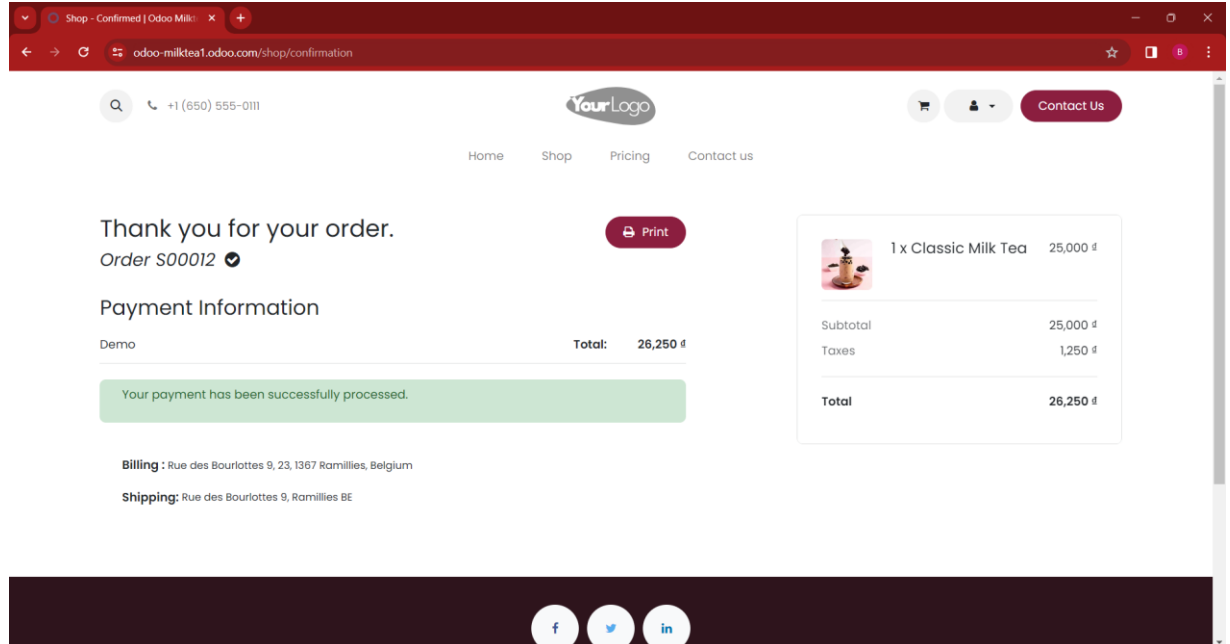 Shop - Confirmed | Odoo Milkt
odoo-milktea1.odoo.com/shop/confirmation
B
+1 (650) 555-0111
YourLogo
Contact Us
Home Shop Pricing Contact us
Thank you for your order.
Print
Order S00012
Payment Information
Demo Total: 26,250 ₫
Your payment has been successfully processed.
Billing : Rue des Bourlottes 9, 23, 1367 Ramillies, Belgium
Shipping: Rue des Bourlottes 9, Ramillies BE
1 x Classic Milk Tea 25,000 ₫
Subtotal 25,000 ₫
Taxes 1,250 ₫
Total 26,250 ₫
f in